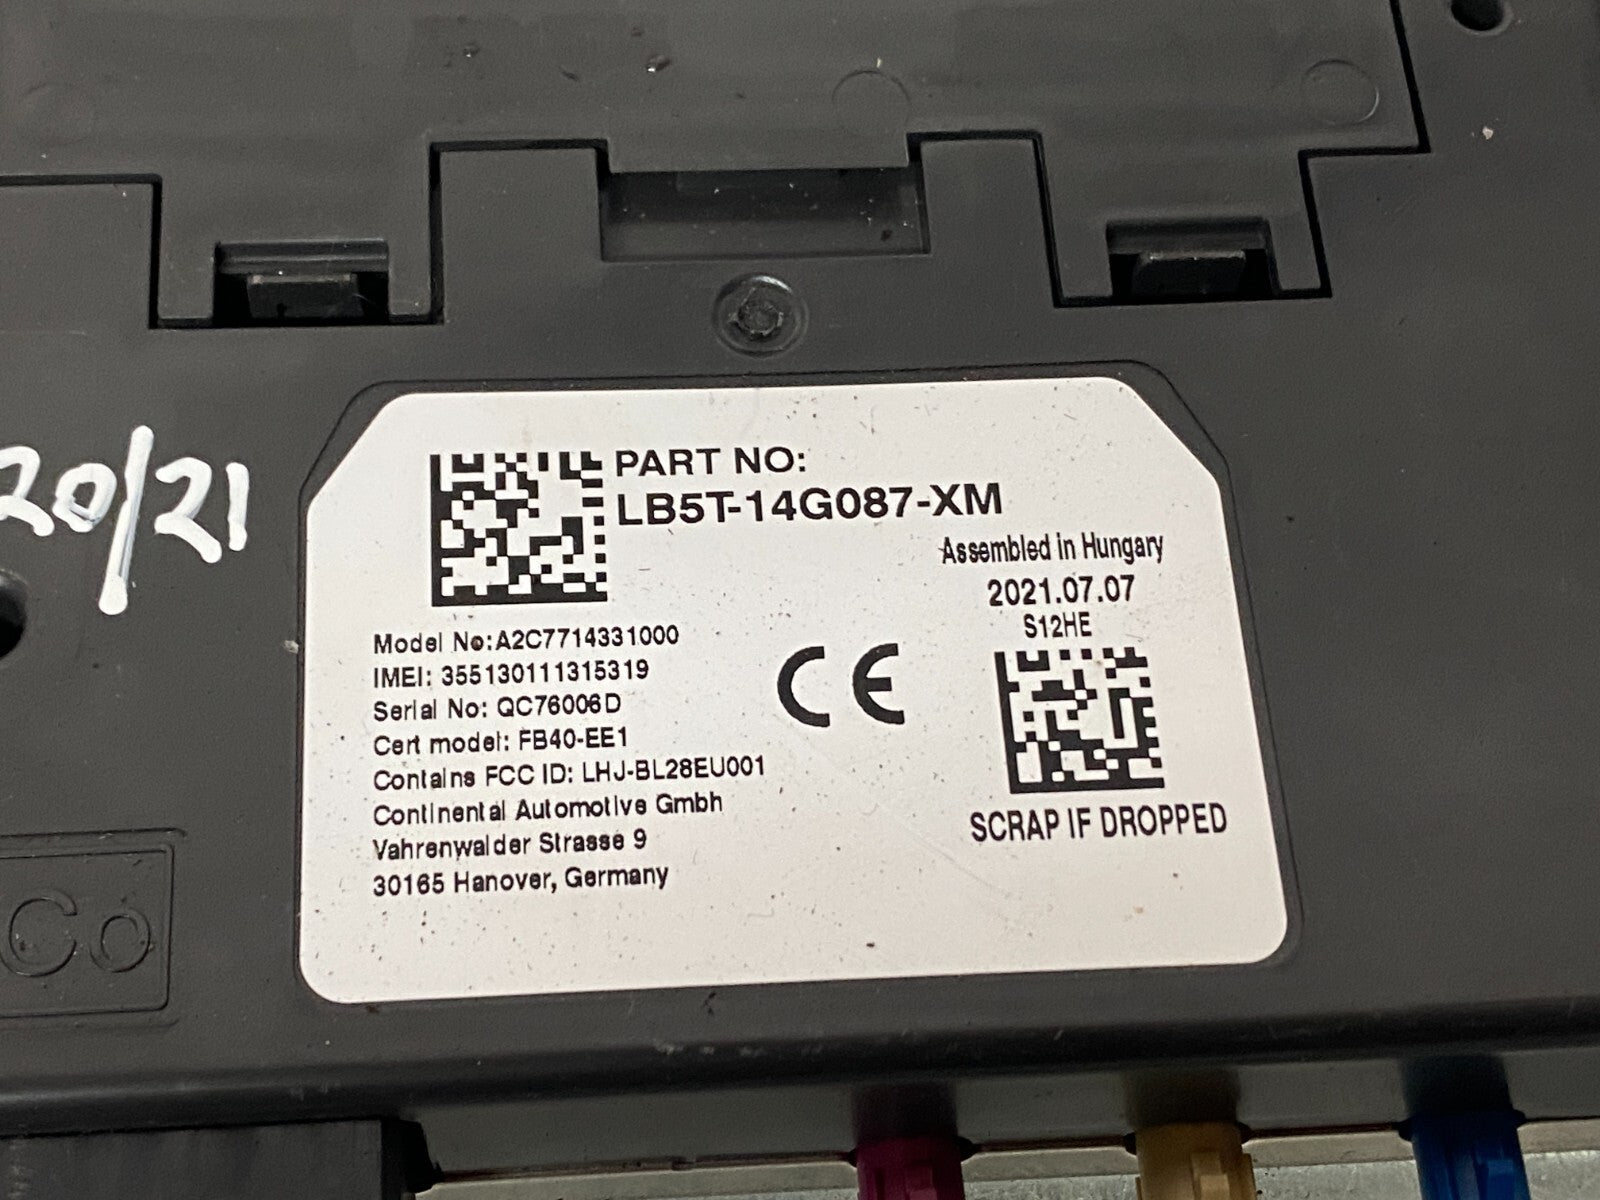 20/21
PART NO:
LB5T-14G087-XM
Assembled in Hungary
2021.07.07
S12HE
Model No:A2C7714331000
IMEI: 355130111315319
Serial No: QC76006D
Cert model: FB40-EE1
Contains FCC ID: LHJ-BL28EU001
Continental Automotive Gmbh
Vahrenwalder Strasse 9
30165 Hanover, Germany
CE
SCRAP IF DROPPED
Co